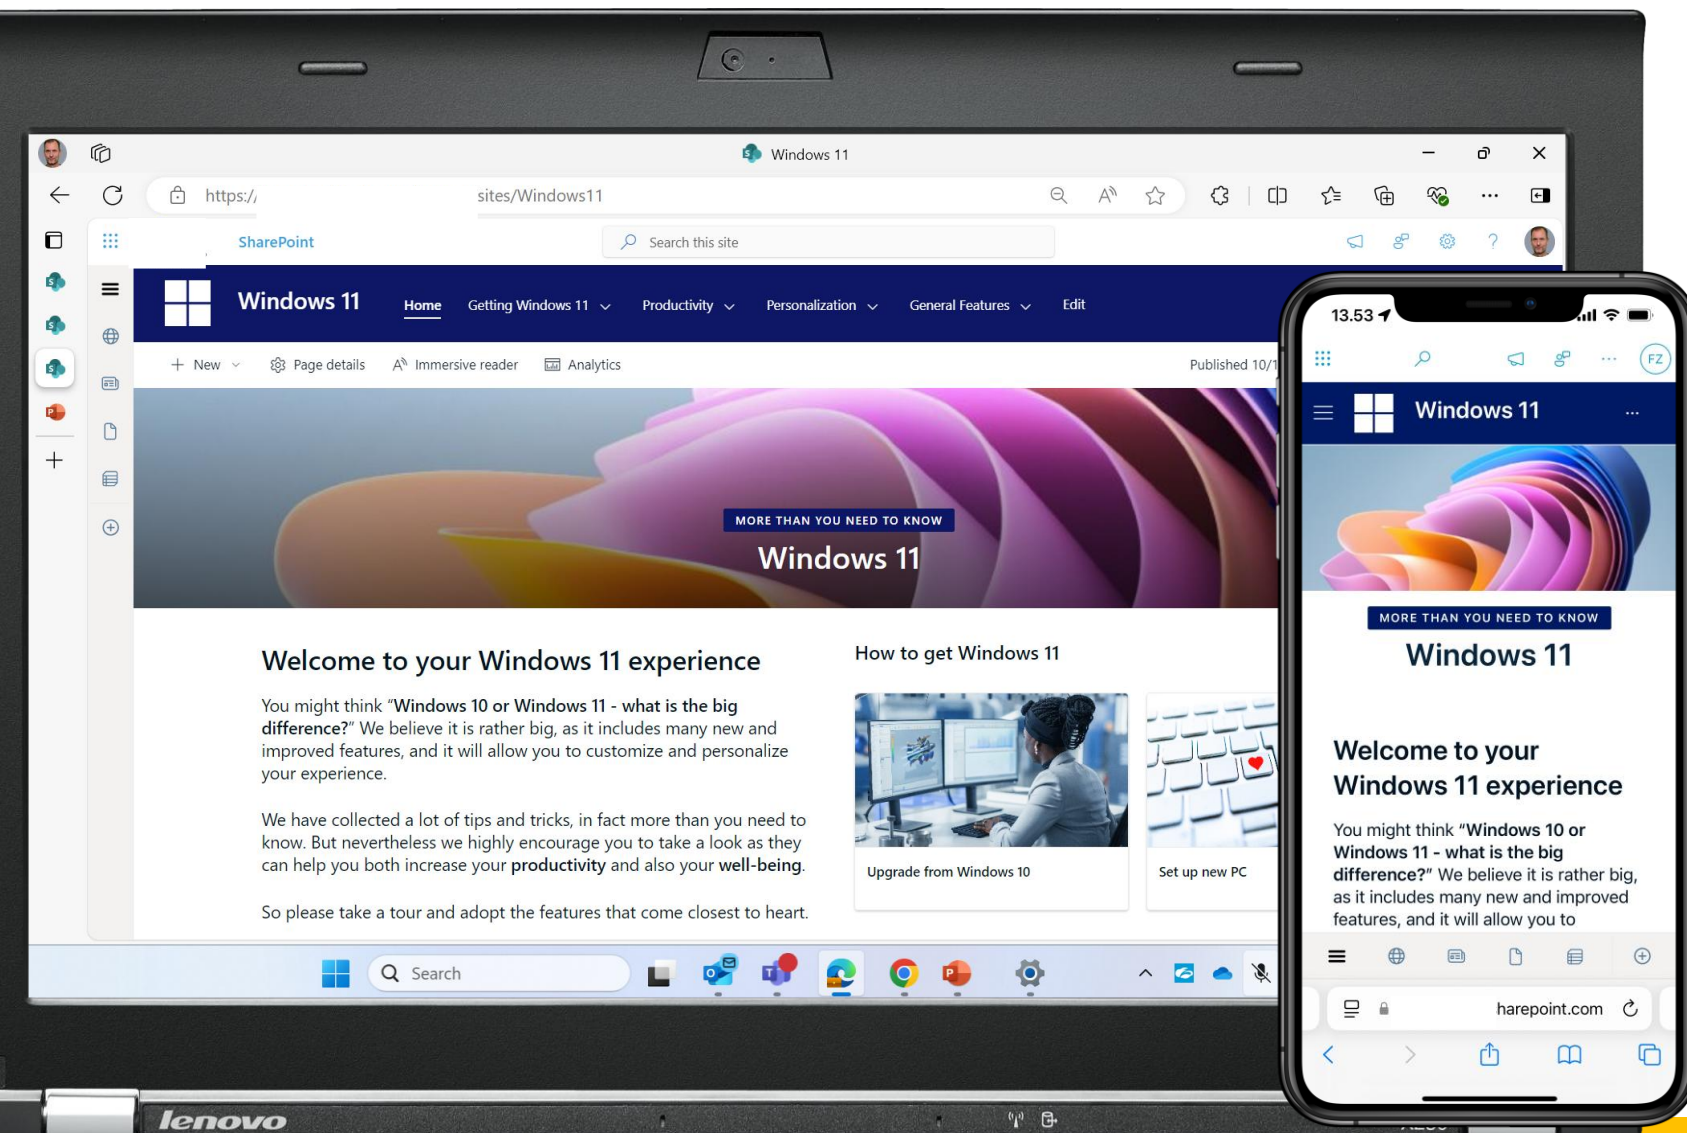 Windows 11
https://
sites/Windows11
SharePoint
Search this site
Windows 11
Home
Getting Windows 11
Productivity
Personalization
General Features
Edit
New
Page details
Immersive reader
Analytics
Published 10/1
MORE THAN YOU NEED TO KNOW
Windows 11
Welcome to your Windows 11 experience
You might think “Windows 10 or Windows 11 - what is the big
difference?” We believe it is rather big, as it includes many new and
improved features, and it will allow you to customize and personalize
your experience.
We have collected a lot of tips and tricks, in fact more than you need to
know. But nevertheless we highly encourage you to take a look as they
can help you both increase your productivity and also your well-being.
So please take a tour and adopt the features that come closest to heart.
How to get Windows 11
Upgrade from Windows 10
Set up new PC
Search
lenovo
13.53
FZ
Windows 11
MORE THAN YOU NEED TO KNOW
Windows 11
Welcome to your
Windows 11 experience
You might think “Windows 10 or
Windows 11 - what is the big
difference?” We believe it is rather big,
as it includes many new and improved
features, and it will allow you to
harepoint.com